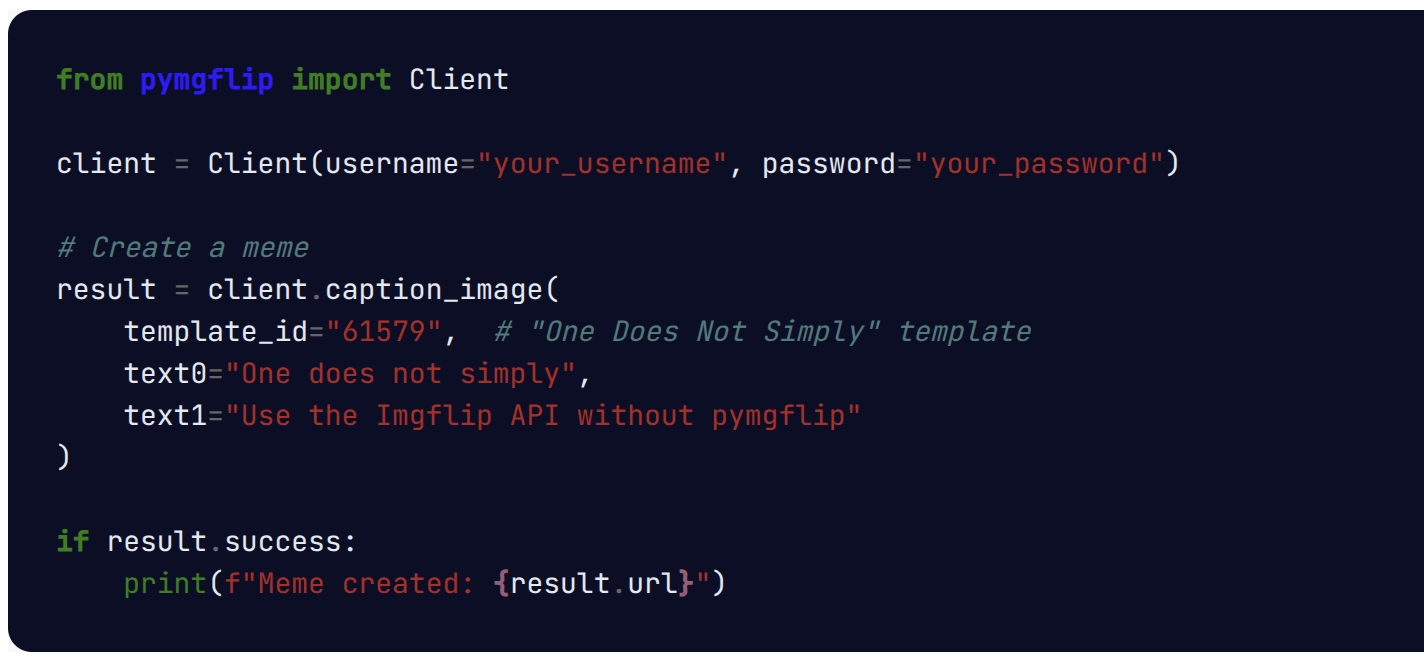 from pymgflip import Client
client = Client(username="your_username", password="your_password")
# Create a meme
result = client.caption_image(
    template_id="61579",  # "One Does Not Simply" template
    text0="One does not simply",
    text1="Use the Imgflip API without pymgflip"
)
if result.success:
    print(f"Meme created: {result.url}")